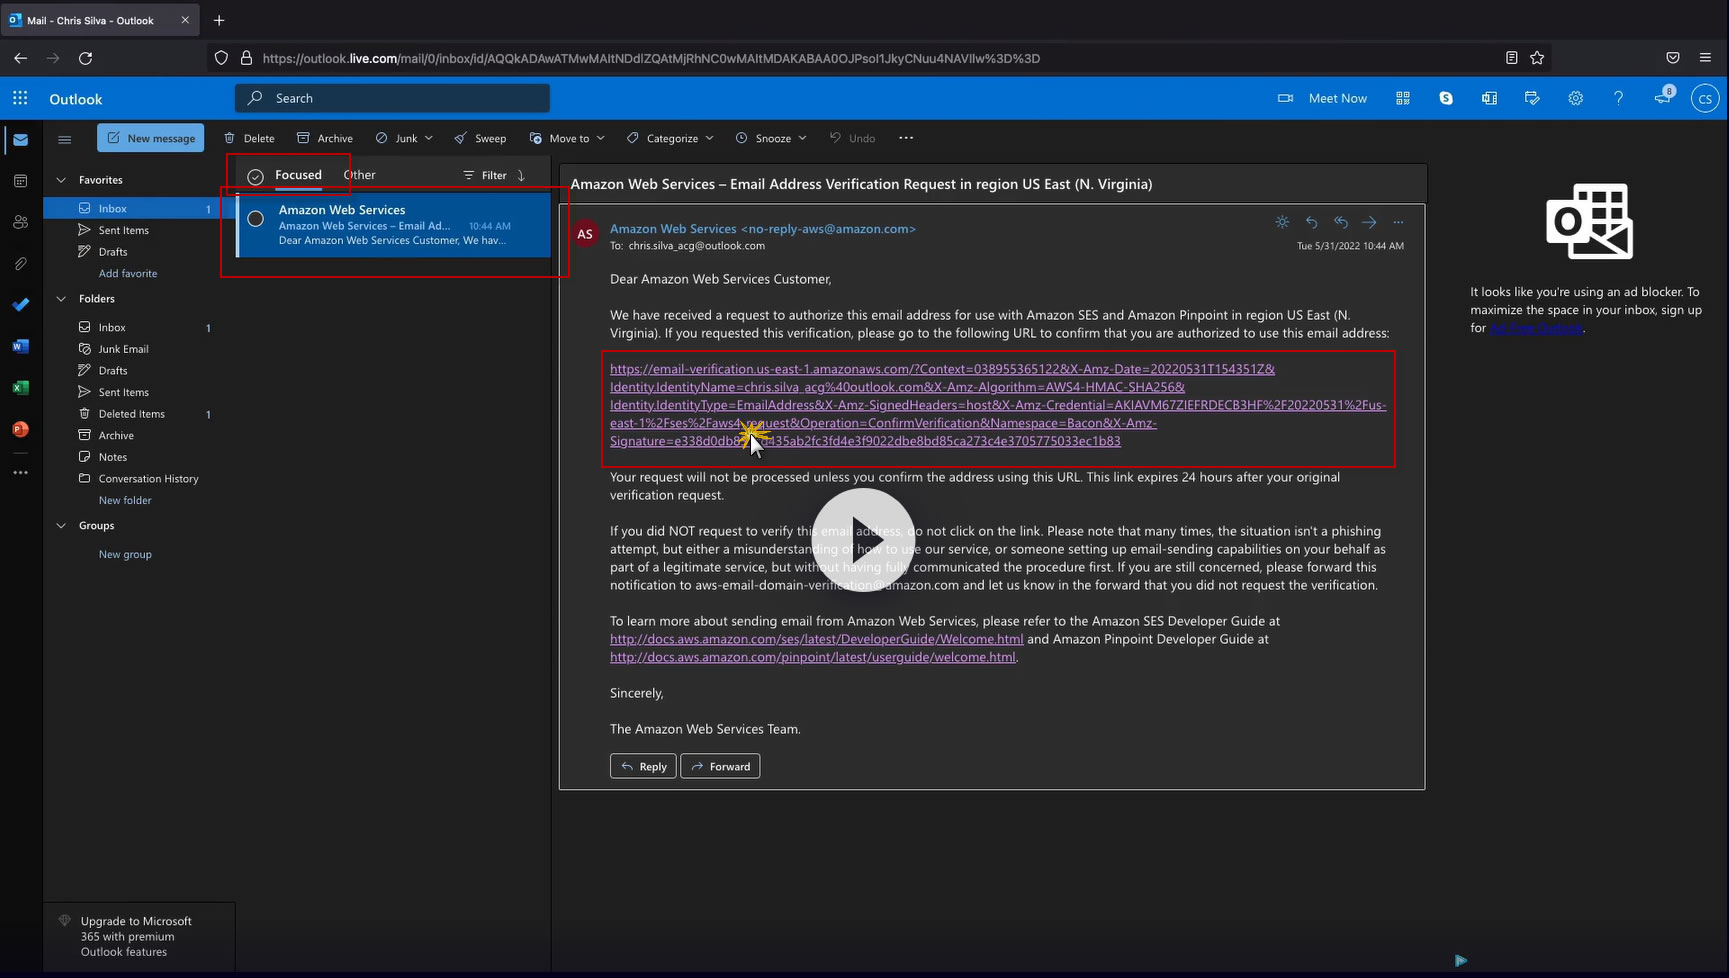 Mail - Chris Silva - Outlook
https://outlook.live.com/mail/0/inbox/id/AQQkADAwATMwMAItNDdlZQAtMjRhNC0wMAItMDAKABAA0OJPsol1JkyCNuu4NAVIIw%3D%3D
Outlook
Search
Meet Now
8
CS
New message
Delete
Archive
Junk
Sweep
Move to
Categorize
Snooze
Undo
Favorites
Inbox 1
Sent Items
Drafts
Add favorite
Folders
Inbox 1
Junk Email
Drafts
Sent Items
Deleted Items 1
Archive
Notes
Conversation History
New folder
Groups
New group
Upgrade to Microsoft
365 with premium
Outlook features
Focused
Other
Filter
Amazon Web Services
Amazon Web Services – Email Ad... 10:44 AM
Dear Amazon Web Services Customer, We hav...
Amazon Web Services – Email Address Verification Request in region US East (N. Virginia)
AS
Amazon Web Services <no-reply-aws@amazon.com>
To: chris.silva_acg@outlook.com
Tue 5/31/2022 10:44 AM
Dear Amazon Web Services Customer,
We have received a request to authorize this email address for use with Amazon SES and Amazon Pinpoint in region US East (N.
Virginia). If you requested this verification, please go to the following URL to confirm that you are authorized to use this email address:
https://email-verification.us-east-1.amazonaws.com/?Context=038955365122&X-Amz-Date=20220531T154351Z&
Identity.IdentityName=chris.silva_acg%40outlook.com&X-Amz-Algorithm=AWS4-HMAC-SHA256&
Identity.IdentityType=EmailAddress&X-Amz-SignedHeaders=host&X-Amz-Credential=AKIAVM67ZIEFRDECB3HF%2F20220531%2Fus-
east-1%2Fses%2Faws4_request&Operation=ConfirmVerification&Namespace=Bacon&X-Amz-
Your request will not be processed unless you confirm the address using this URL. This link expires 24 hours after your original
verification request.
If you did NOT request to verify this email address, do not click on the link. Please note that many times, the situation isn't a phishing
attempt, but either a misunderstanding of how to use our service, or someone setting up email-sending capabilities on your behalf as
part of a legitimate service, but without having fully communicated the procedure first. If you are still concerned, please forward this
notification to aws-email-domain-verification@amazon.com and let us know in the forward that you did not request the verification.
To learn more about sending email from Amazon Web Services, please refer to the Amazon SES Developer Guide at
http://docs.aws.amazon.com/ses/latest/DeveloperGuide/Welcome.html and Amazon Pinpoint Developer Guide at
http://docs.aws.amazon.com/pinpoint/latest/userguide/welcome.html.
Sincerely,
The Amazon Web Services Team.
Reply
Forward
It looks like you're using an ad blocker. To
maximize the space in your inbox, sign up
for Ad-Free Outlook.